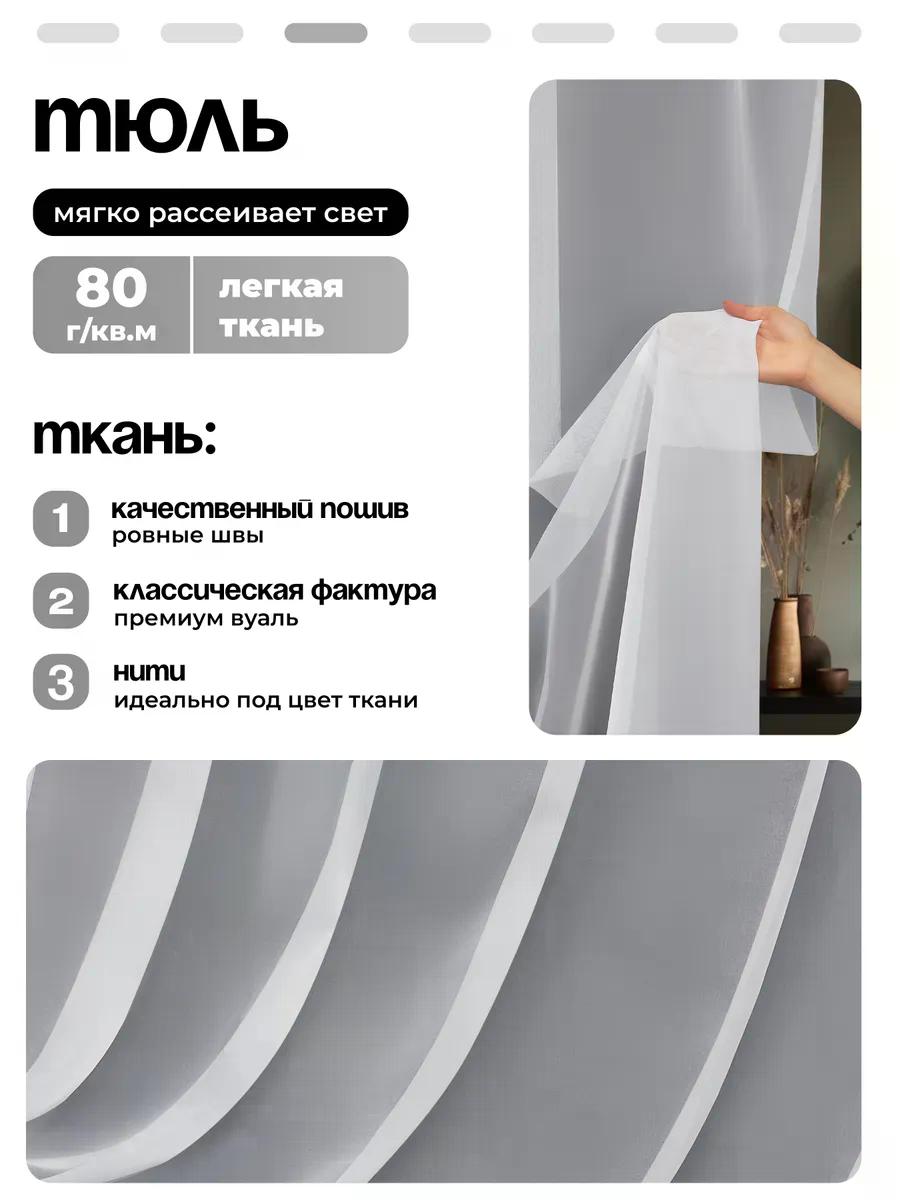 тюль
мягко рассеивает свет
80
г/кв.м
легкая
ткань
ткань:
1
качественный пошив
ровные швы
2
классическая фактура
премиум вуаль
3
нити
идеально под цвет ткани